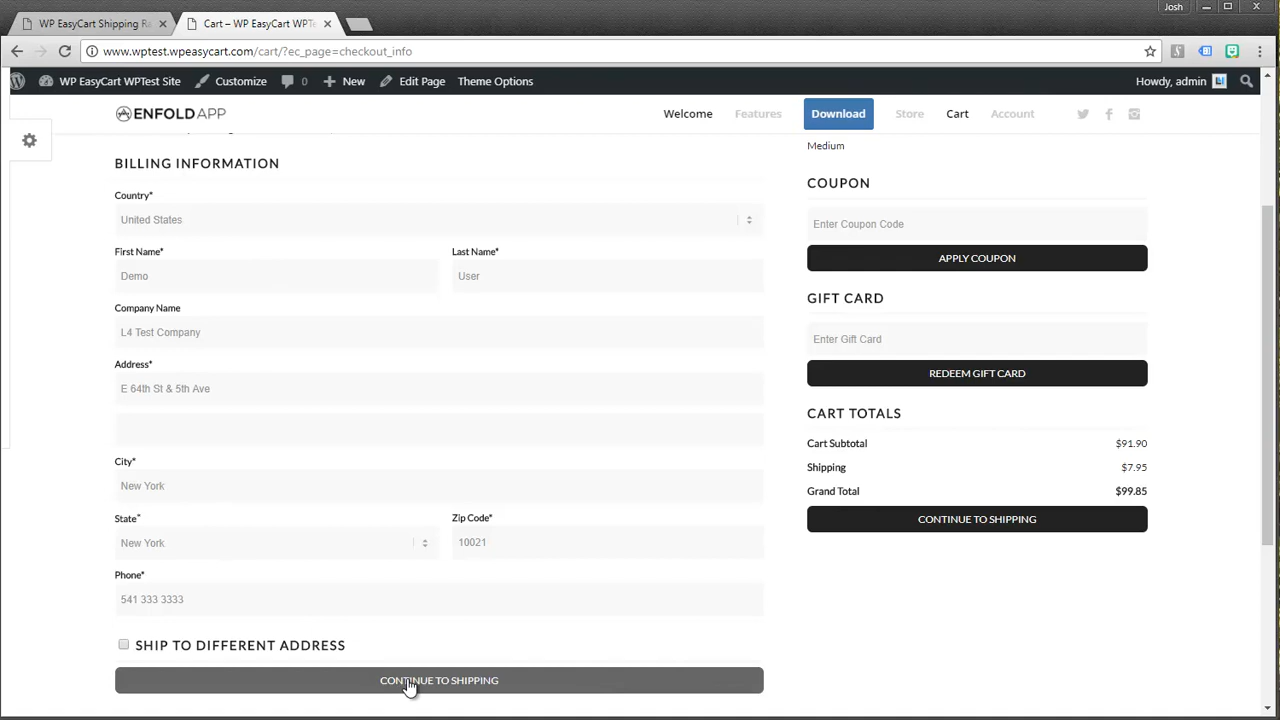 Josh
WP EasyCart Shipping Ra
Cart – WP EasyCart WPTe
www.wptest.wpeasycart.com/cart/?ec_page=checkout_info
WP EasyCart WPTest Site
Customize
0
New
Edit Page
Theme Options
Howdy, admin
ENFOLD APP
Welcome
Features
Download
Store
Cart
Account
Medium
BILLING INFORMATION
Country*
United States
First Name*
Last Name*
Demo
User
Company Name
L4 Test Company
Address*
E 64th St & 5th Ave
City*
New York
State*
Zip Code*
New York
10021
Phone*
541 333 3333
SHIP TO DIFFERENT ADDRESS
CONTINUE TO SHIPPING
COUPON
Enter Coupon Code
APPLY COUPON
GIFT CARD
Enter Gift Card
REDEEM GIFT CARD
CART TOTALS
Cart Subtotal $91.90
Shipping $7.95
Grand Total $99.85
CONTINUE TO SHIPPING